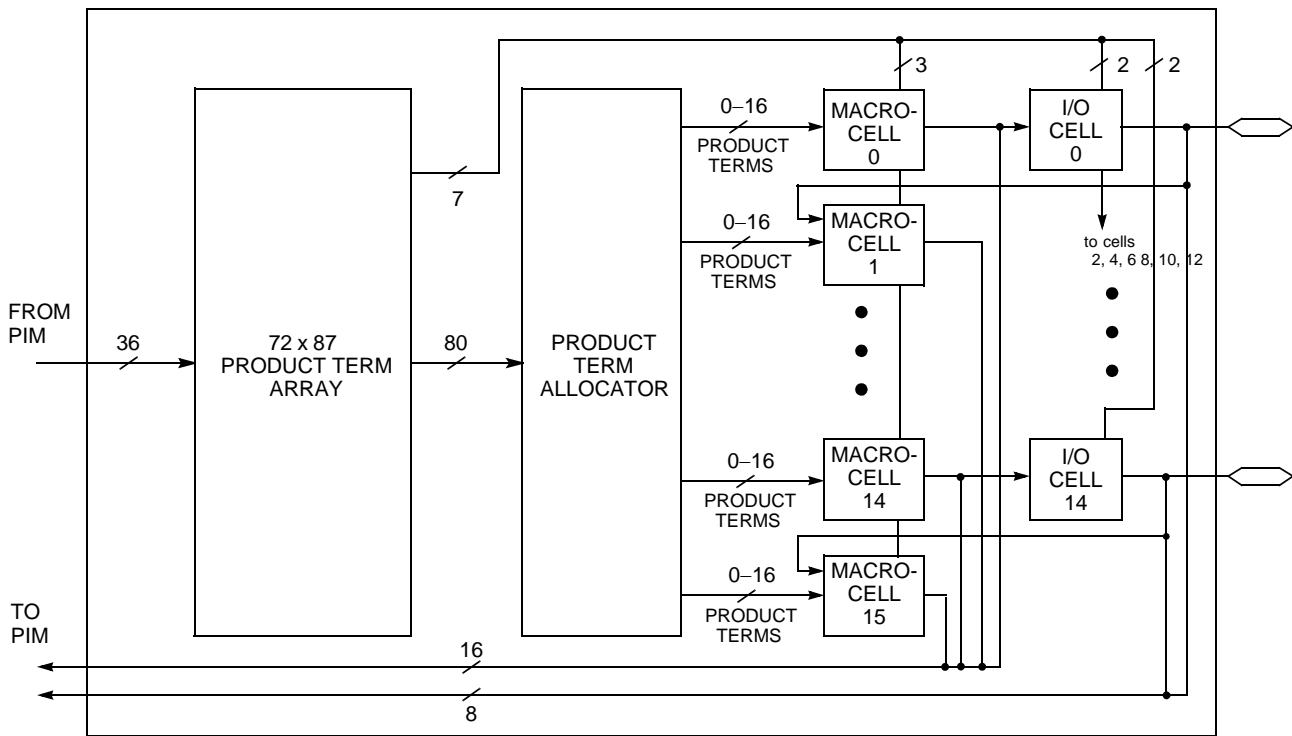 3
2
2
0–16
PRODUCT
TERMS
MACRO-
CELL
0
I/O
CELL
0
7
0–16
PRODUCT
TERMS
MACRO-
CELL
1
to cells
2, 4, 6 8, 10, 12
FROM
PIM
36
72 x 87
PRODUCT TERM
ARRAY
80
PRODUCT
TERM
ALLOCATOR
0–16
PRODUCT
TERMS
MACRO-
CELL
14
I/O
CELL
14
0–16
PRODUCT
TERMS
MACRO-
CELL
15
TO
PIM
16
8